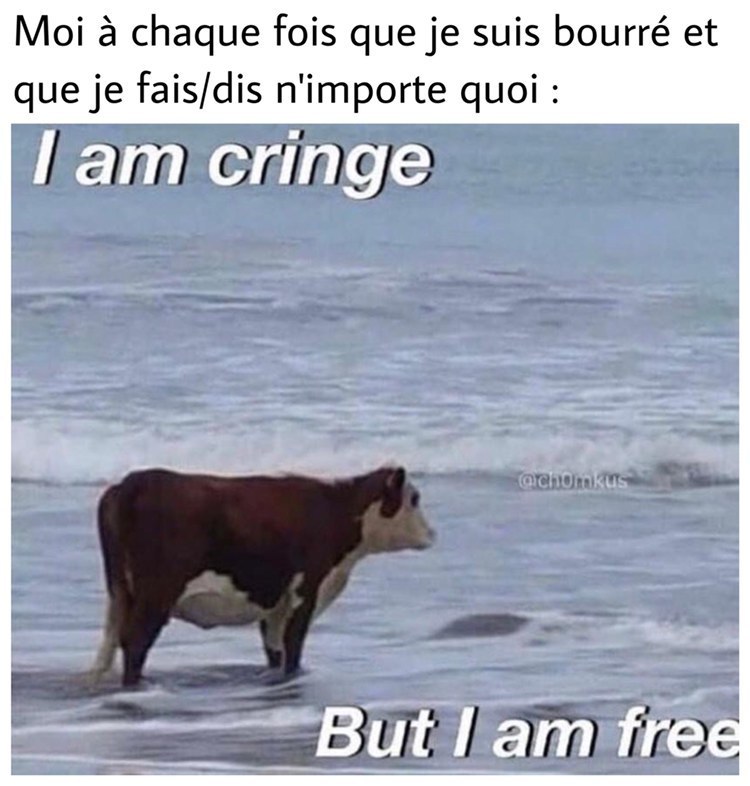 Moi à chaque fois que je suis bourré et
que je fais/dis n'importe quoi :
I am cringe
@ch0mkus
But I am free